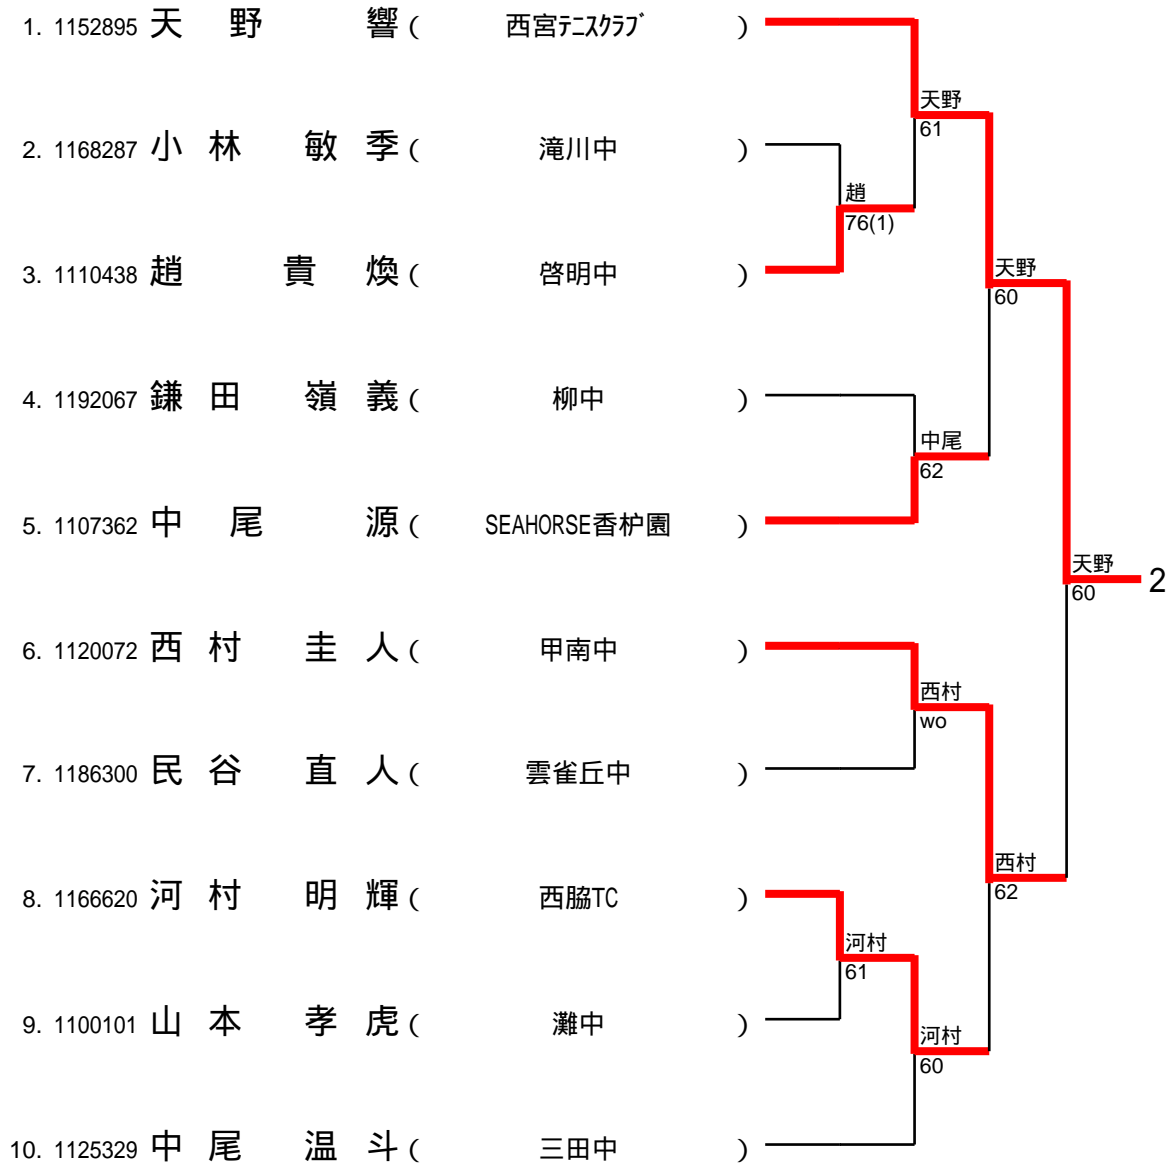 1. 1152895 天野 響 ( 西宮ﾃﾆｽｸﾗﾌﾞ )
天野
61
2. 1168287 小林 敏季 ( 滝川中 )
趙
76(1)
3. 1110438 趙 貴煥 ( 啓明中 )
天野
60
4. 1192067 鎌田 嶺義 ( 柳中 )
中尾
62
5. 1107362 中尾 源 ( SEAHORSE香枦園 )
天野
60
2
6. 1120072 西村 圭人 ( 甲南中 )
西村
wo
7. 1186300 民谷 直人 ( 雲雀丘中 )
西村
62
8. 1166620 河村 明輝 ( 西脇TC )
河村
61
9. 1100101 山本 孝虎 ( 灘中 )
河村
60
10. 1125329 中尾 温斗 ( 三田中 )